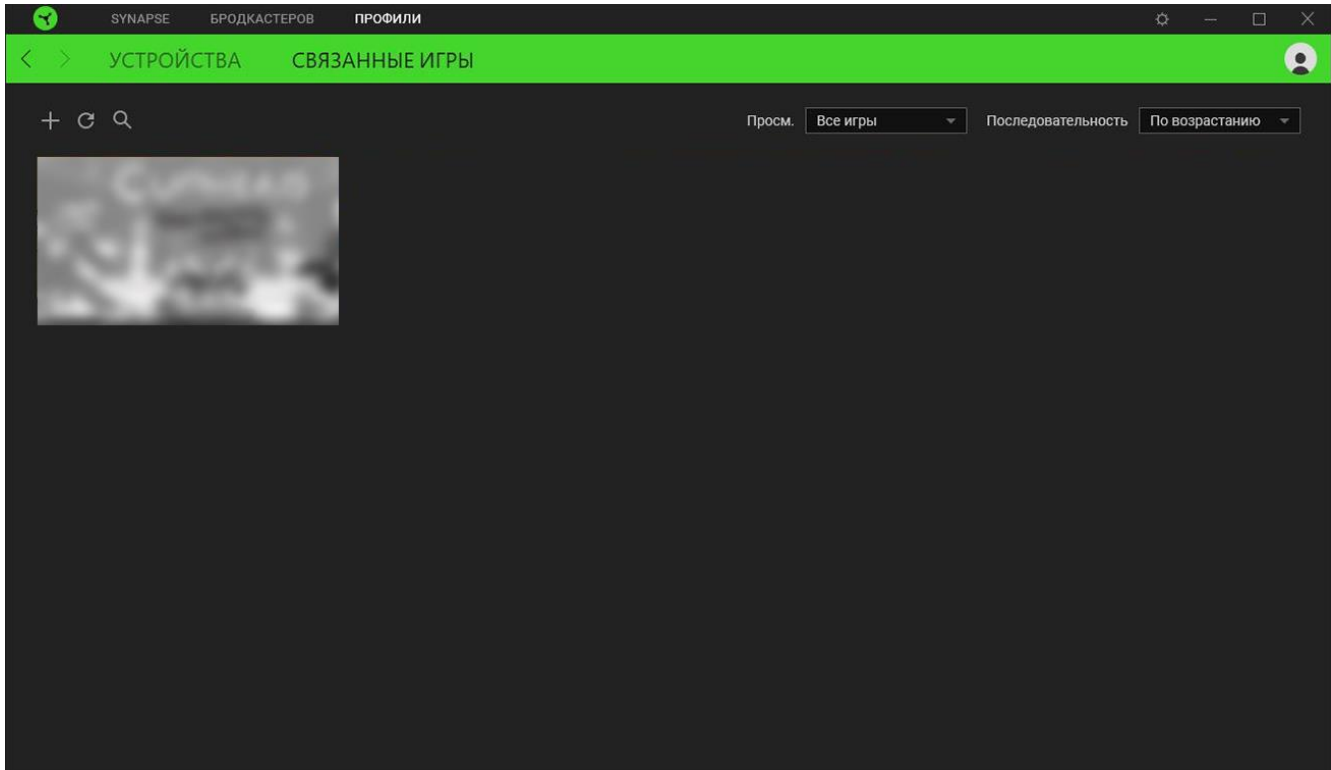 SYNAPSE БРОДКАСТЕРОВ ПРОФИЛИ
УСТРОЙСТВА СВЯЗАННЫЕ ИГРЫ
Просм. Все игры Последовательность По возрастанию